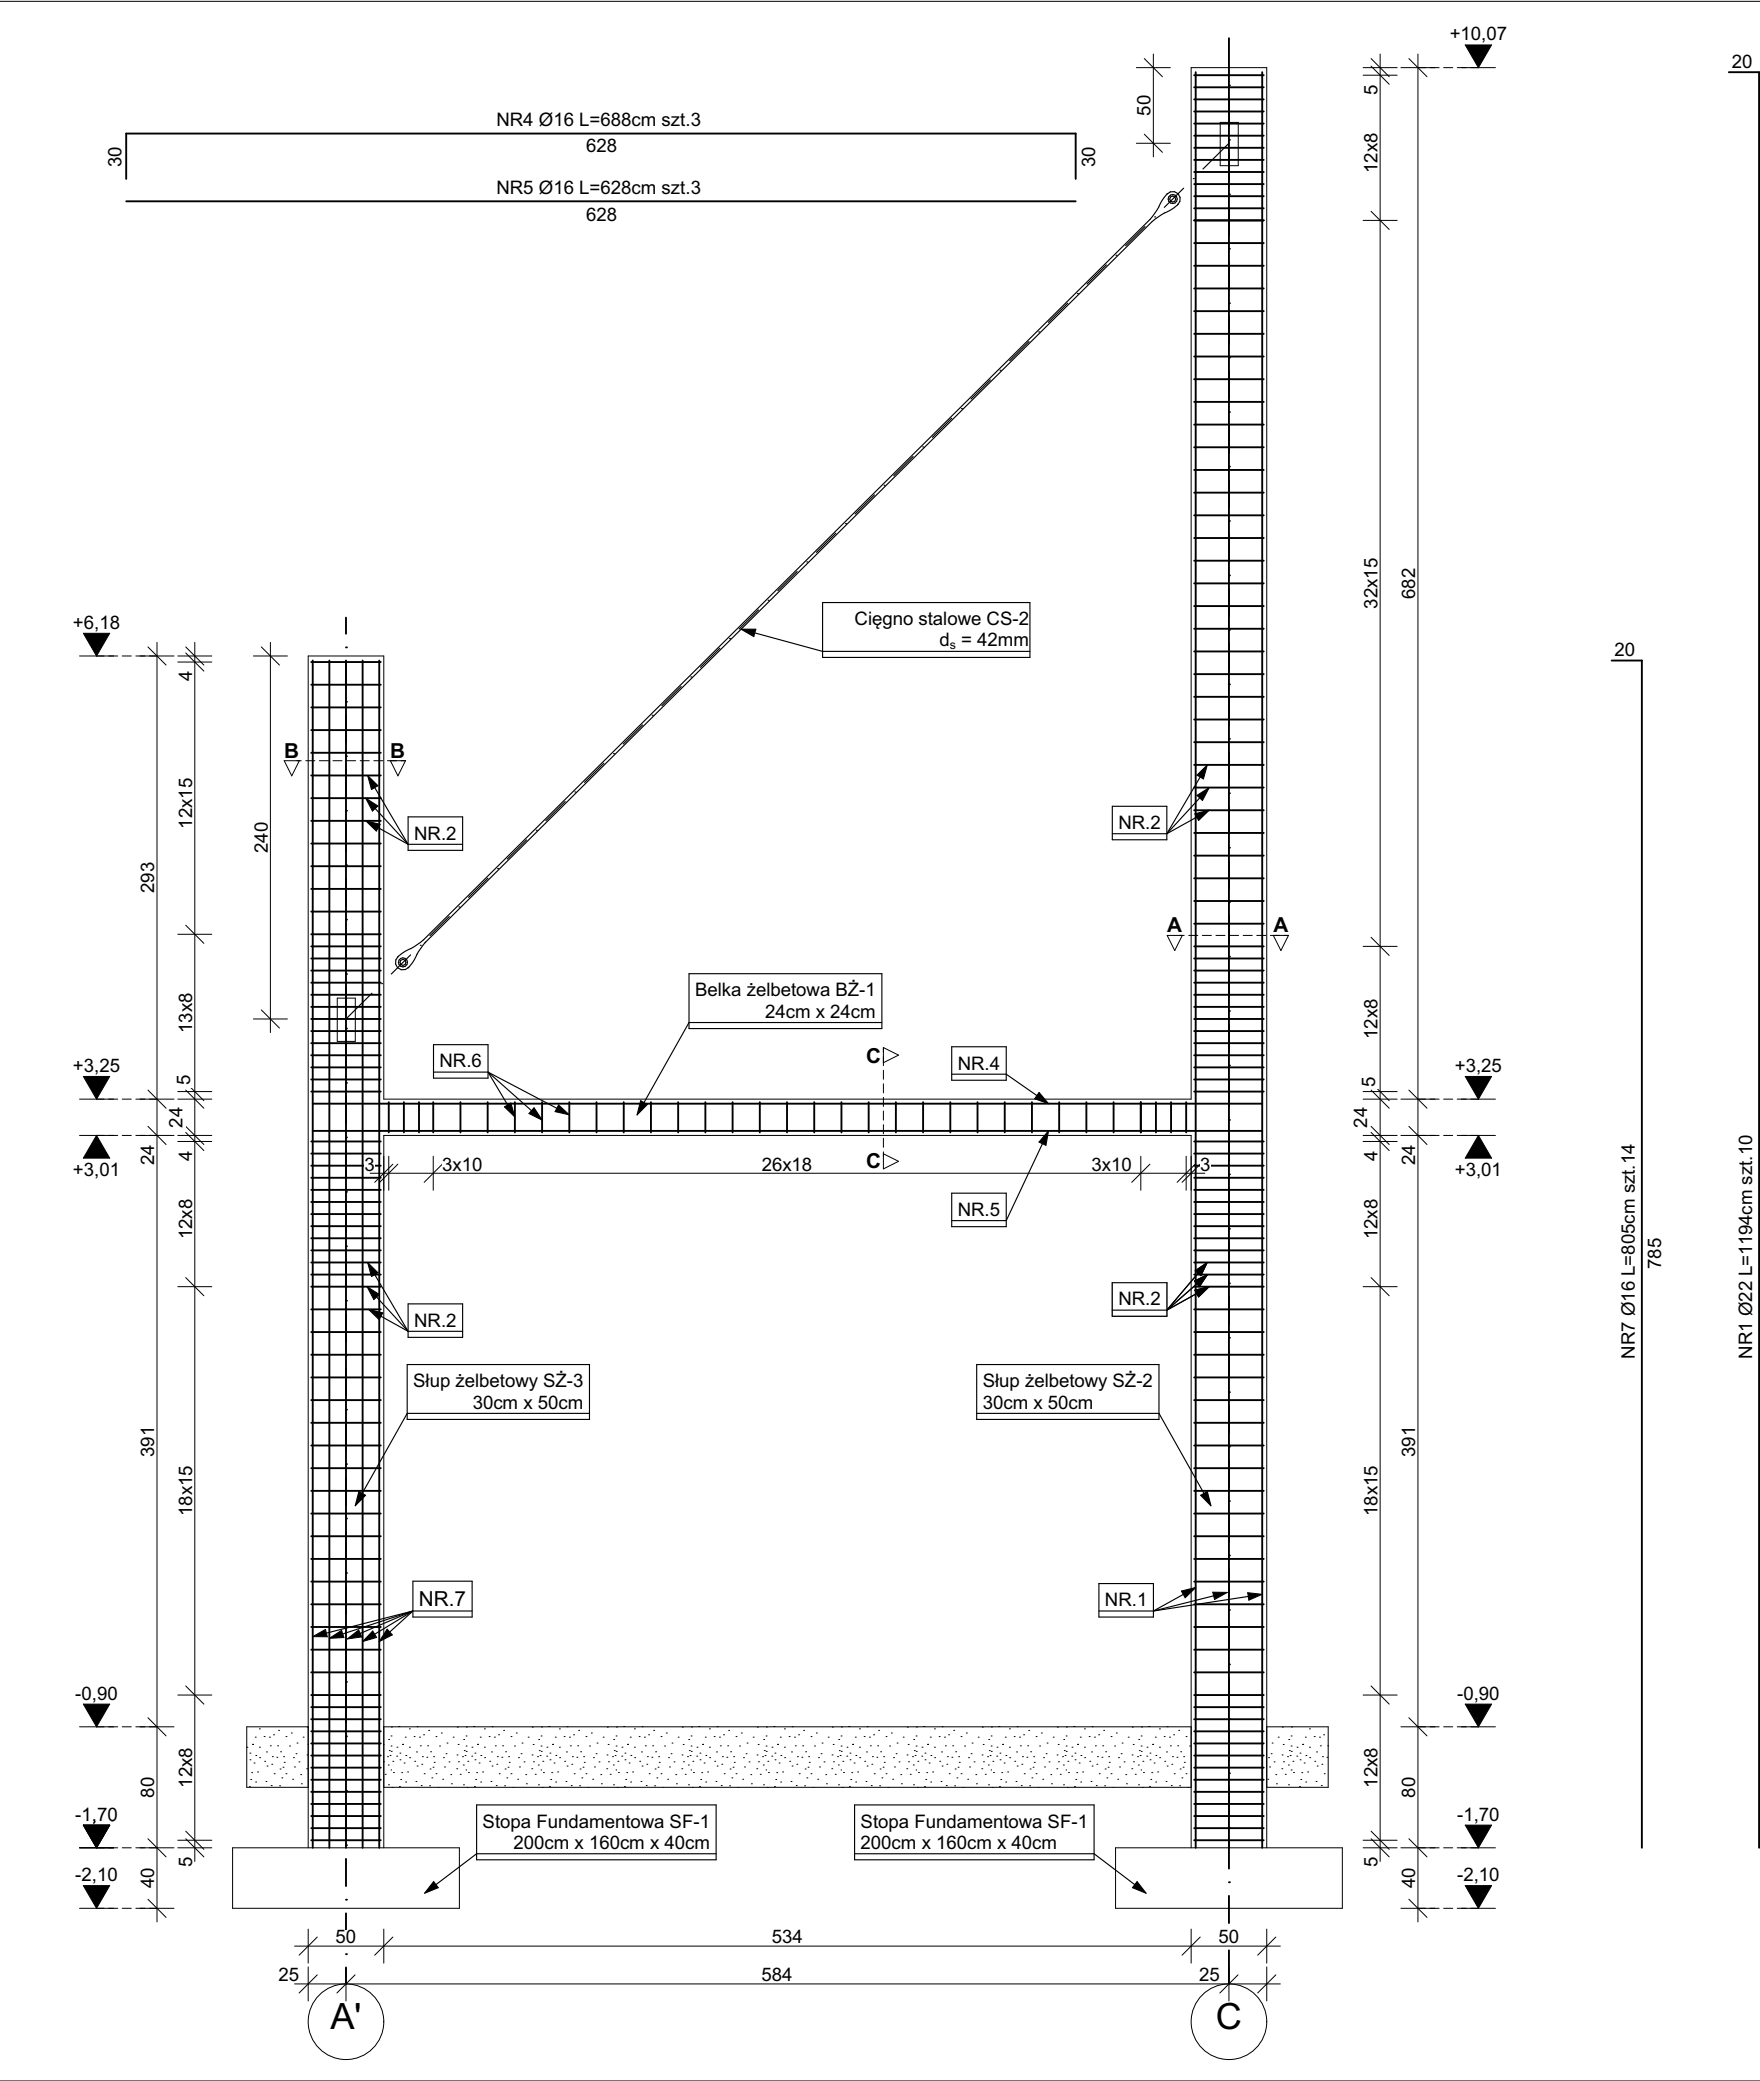 +10,07
20
5
50
12x8
NR4 Ø16 L=688cm szt.3
30
628
30
NR5 Ø16 L=628cm szt.3
628
32x15
682
Cięgno stalowe CS-2
ds = 42mm
+6,18
4
20
B B
12x15
240
293
NR.2
NR.2
A A
13x8
12x8
Belka żelbetowa BŻ-1
24cm x 24cm
NR.6
C
NR.4
+3,25
5
24
24
4
+3,01
+3,25
5
24
24
4
+3,01
3
3x10
26x18
C
3x10
3
NR.5
12x8
12x8
NR.2
NR.2
NR7 Ø16 L=805cm szt.14
785
NR1 Ø22 L=1194cm szt.10
Słup żelbetowy SŻ-3
30cm x 50cm
Słup żelbetowy SŻ-2
30cm x 50cm
391
18x15
18x15
391
NR.7
NR.1
-0,90
-0,90
12x8
80
12x8
80
-1,70
-1,70
Stopa Fundamentowa SF-1
200cm x 160cm x 40cm
Stopa Fundamentowa SF-1
200cm x 160cm x 40cm
5
40
-2,10
5
40
-2,10
50
534
50
25
584
25
A'
C